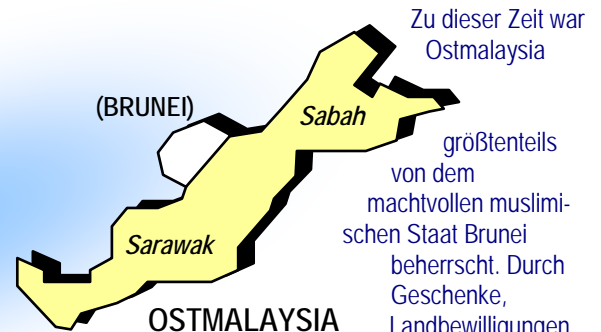 Zu dieser Zeit war
Ostmalaysia
(BRUNEI)
Sabah
größtenteils
von dem
machtvollen muslimi-
schen Staat Brunei
Sarawak
beherrscht. Durch
Geschenke,
OSTMALAYSIA
Landbewilligungen